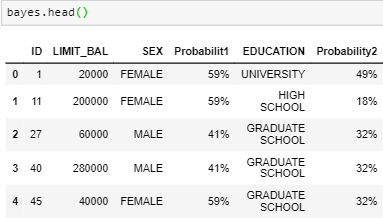 bayes.head()
ID LIMIT_BAL SEX Probabilit1 EDUCATION Probability2
0 1 20000 FEMALE 59% UNIVERSITY 49%
1 11 200000 FEMALE 59% HIGH SCHOOL 18%
2 27 60000 MALE 41% GRADUATE SCHOOL 32%
3 40 280000 MALE 41% GRADUATE SCHOOL 32%
4 45 40000 FEMALE 59% GRADUATE SCHOOL 32%